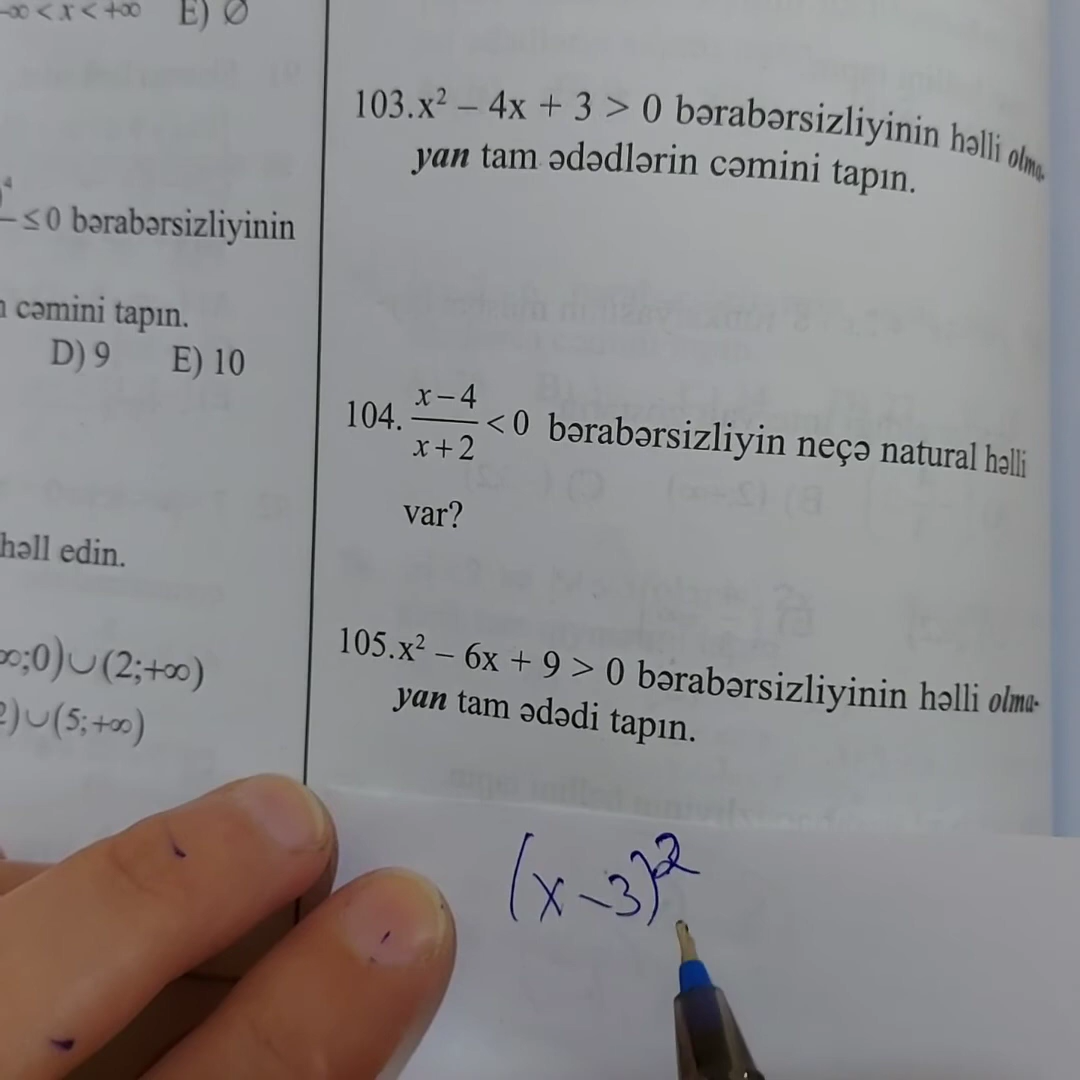 -∞ < x < +∞ E) ∅
≤ 0 bərabərsizliyinin
cəmini tapın.
D) 9 E) 10
həll edin.
∞;0)∪(2;+∞)
2)∪(5;+∞)
103.x² – 4x + 3 > 0 bərabərsizliyinin həlli olma-
yan tam ədədlərin cəmini tapın.
104. x – 4 / x + 2 < 0 bərabərsizliyin neçə natural həlli
var?
105.x² – 6x + 9 > 0 bərabərsizliyinin həlli olma-
yan tam ədədi tapın.
(x-3)²